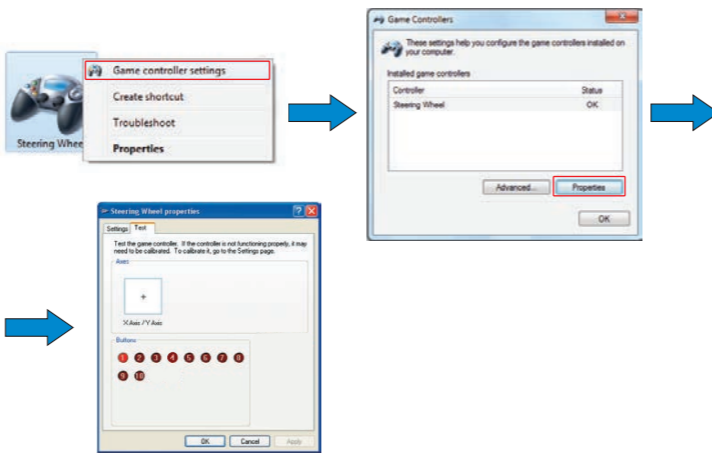 Game controller settings
Create shortcut
Troubleshoot
Properties
Steering Whee
Game Controllers
These settings help you configure the game controllers installed on
your computer.
Installed game controllers
Controller Status
Steering Wheel OK
Advanced... Properties
OK
Steering Wheel properties
Settings Test
Test the game controller. If the controller is not functioning properly, it may
need to be calibrated. To calibrate it, go to the Settings page.
Axes
X Axis / Y Axis
Buttons
1 2 3 4 5 6 7 8
9 10
OK Cancel Apply